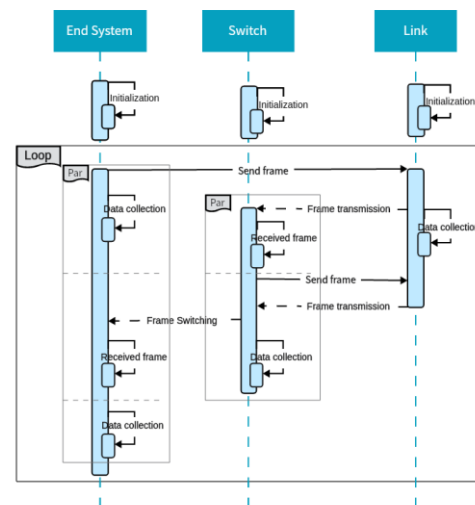 End System
Switch
Link
Initialization
Initialization
Initialization
Loop
Par
Send frame
Data collection
Par
Frame transmission
Data collection
Received frame
Send frame
Frame transmission
Frame Switching
Received frame
Data collection
Data collection